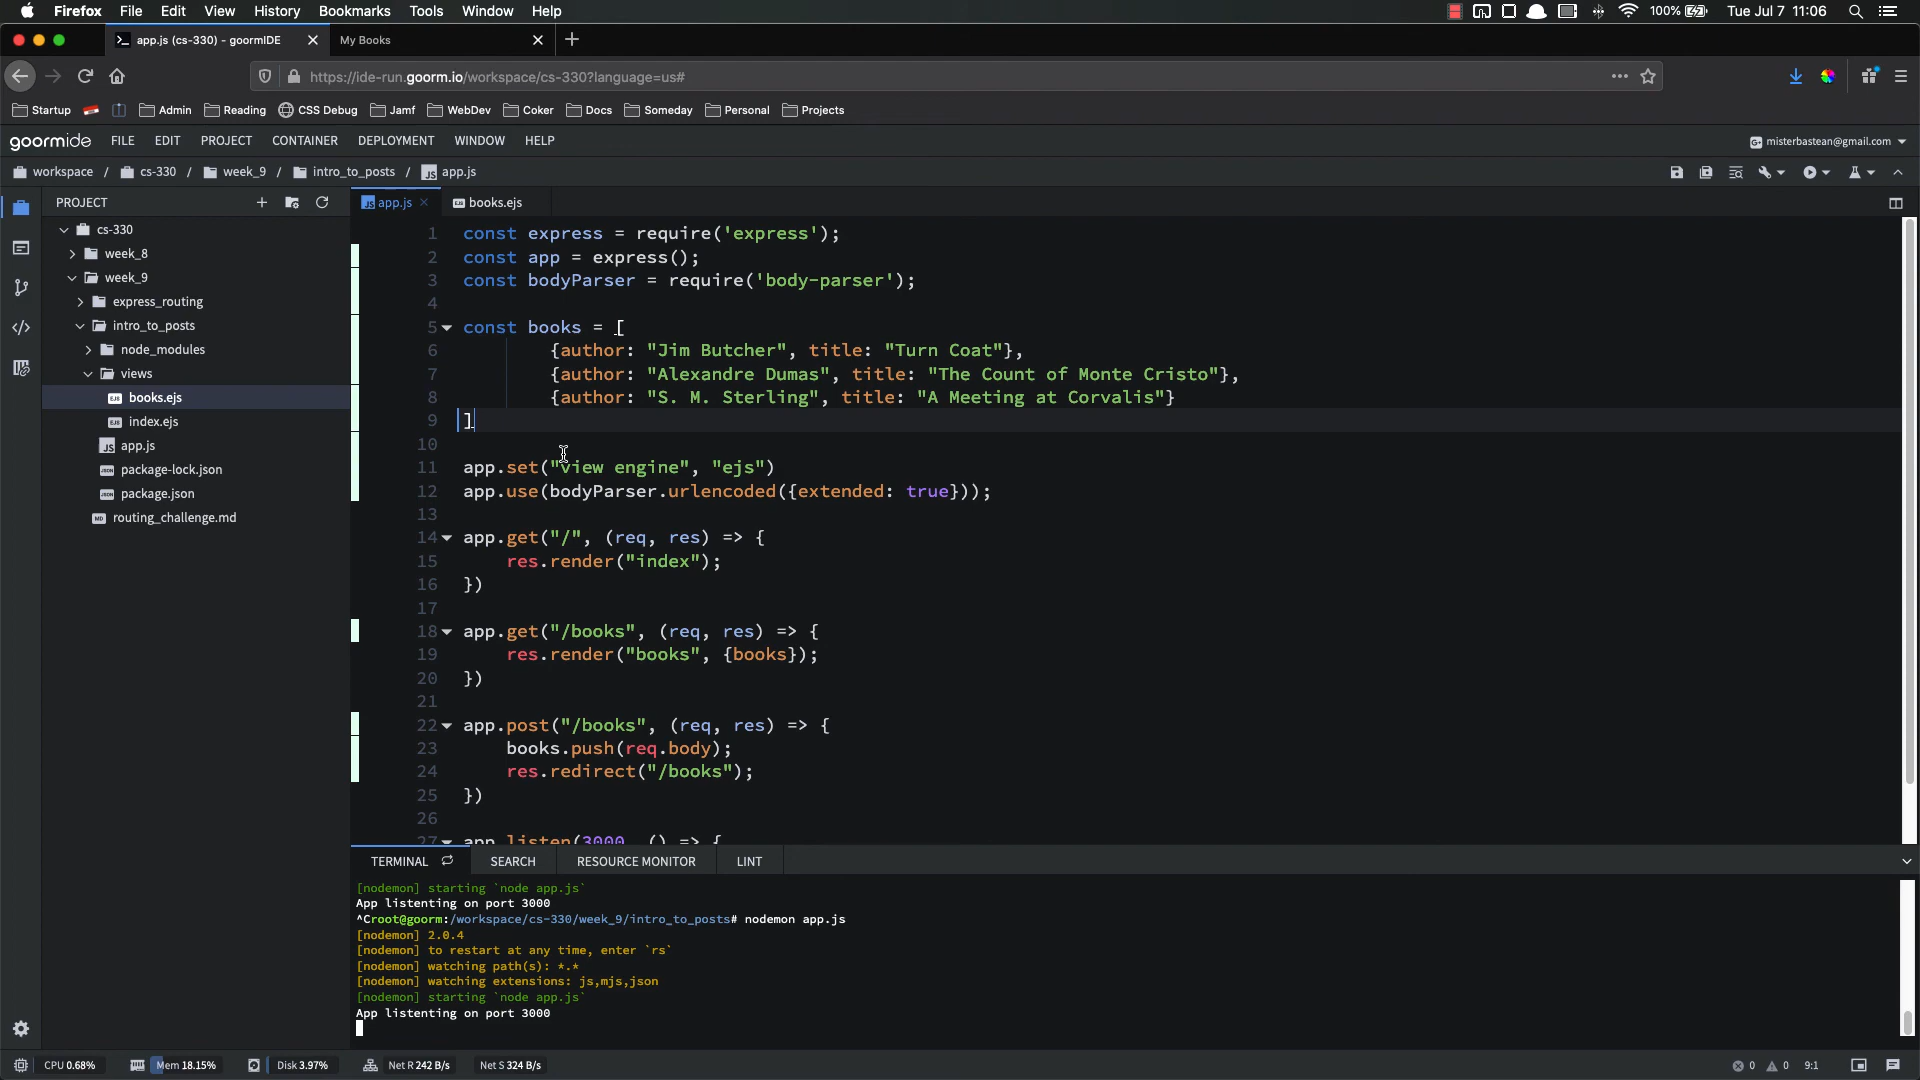 Firefox File Edit View History Bookmarks Tools Window Help 100% Tue Jul 7 11:06
app.js (cs-330) - goormIDE My Books
https://ide-run.goorm.io/workspace/cs-330?language=us#
Startup Admin Reading CSS Debug Jamf WebDev Coker Docs Someday Personal Projects
goormide FILE EDIT PROJECT CONTAINER DEPLOYMENT WINDOW HELP misterbastean@gmail.com
workspace / cs-330 / week_9 / intro_to_posts / app.js
PROJECT
cs-330
week_8
week_9
express_routing
intro_to_posts
node_modules
views
books.ejs
index.ejs
app.js
package-lock.json
package.json
routing_challenge.md
app.js books.ejs
1 const express = require('express');
2 const app = express();
3 const bodyParser = require('body-parser');
4
5 const books = [
6 {author: "Jim Butcher", title: "Turn Coat"},
7 {author: "Alexandre Dumas", title: "The Count of Monte Cristo"},
8 {author: "S. M. Sterling", title: "A Meeting at Corvalis"}
9 ]
10
11 app.set("view engine", "ejs")
12 app.use(bodyParser.urlencoded({extended: true}));
13
14 app.get("/", (req, res) => {
15 res.render("index");
16 })
17
18 app.get("/books", (req, res) => {
19 res.render("books", {books});
20 })
21
22 app.post("/books", (req, res) => {
23 books.push(req.body);
24 res.redirect("/books");
25 })
26
27 app.listen(3000, () => {
TERMINAL SEARCH RESOURCE MONITOR LINT
[nodemon] starting `node app.js`
App listenting on port 3000
^Croot@goorm:/workspace/cs-330/week_9/intro_to_posts# nodemon app.js
[nodemon] 2.0.4
[nodemon] to restart at any time, enter `rs`
[nodemon] watching path(s): *.*
[nodemon] watching extensions: js,mjs,json
[nodemon] starting `node app.js`
App listenting on port 3000
CPU 0.68% Mem 18.15% Disk 3.97% Net R 242 B/s Net S 324 B/s 0 0 9:1